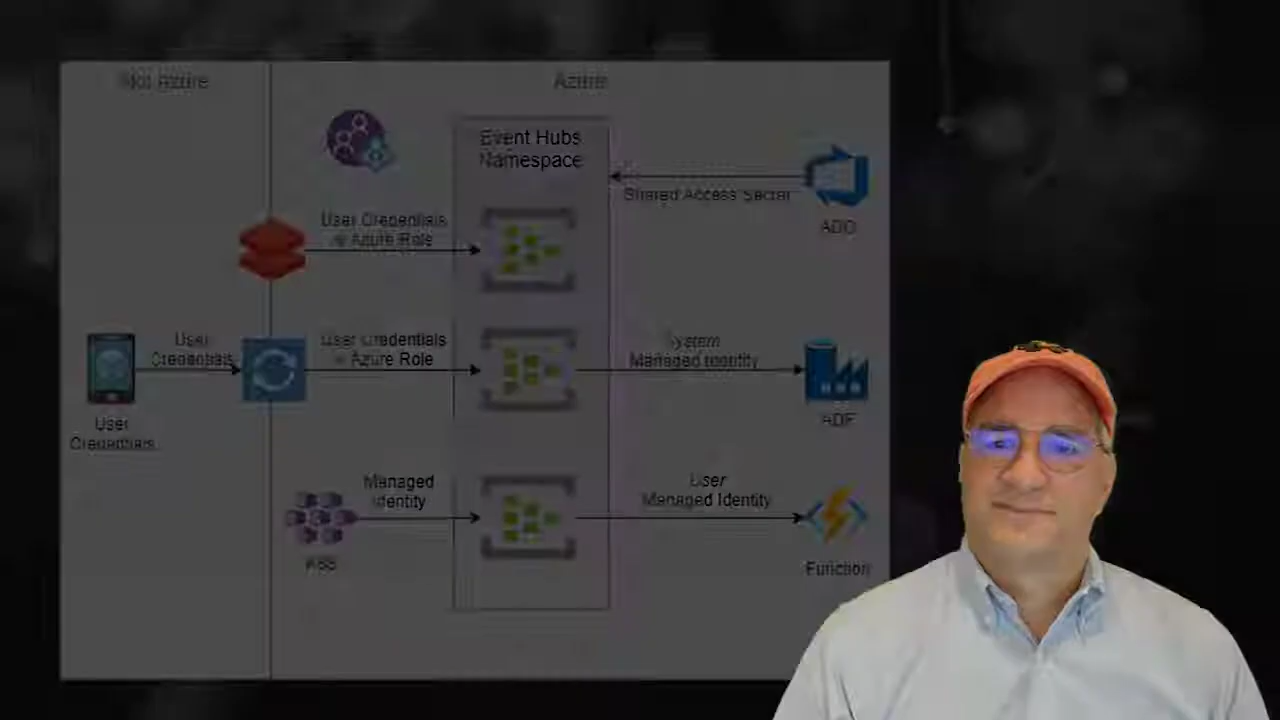 Not Azure
Azure
Event Hubs
Namespace
Shared Access Secret
ADO
User Credentials
Azure Role
User
Credentials
User Credentials
Azure Role
System
Managed Identity
ADF
User
Credentials
Managed
Identity
User
Managed Identity
Function